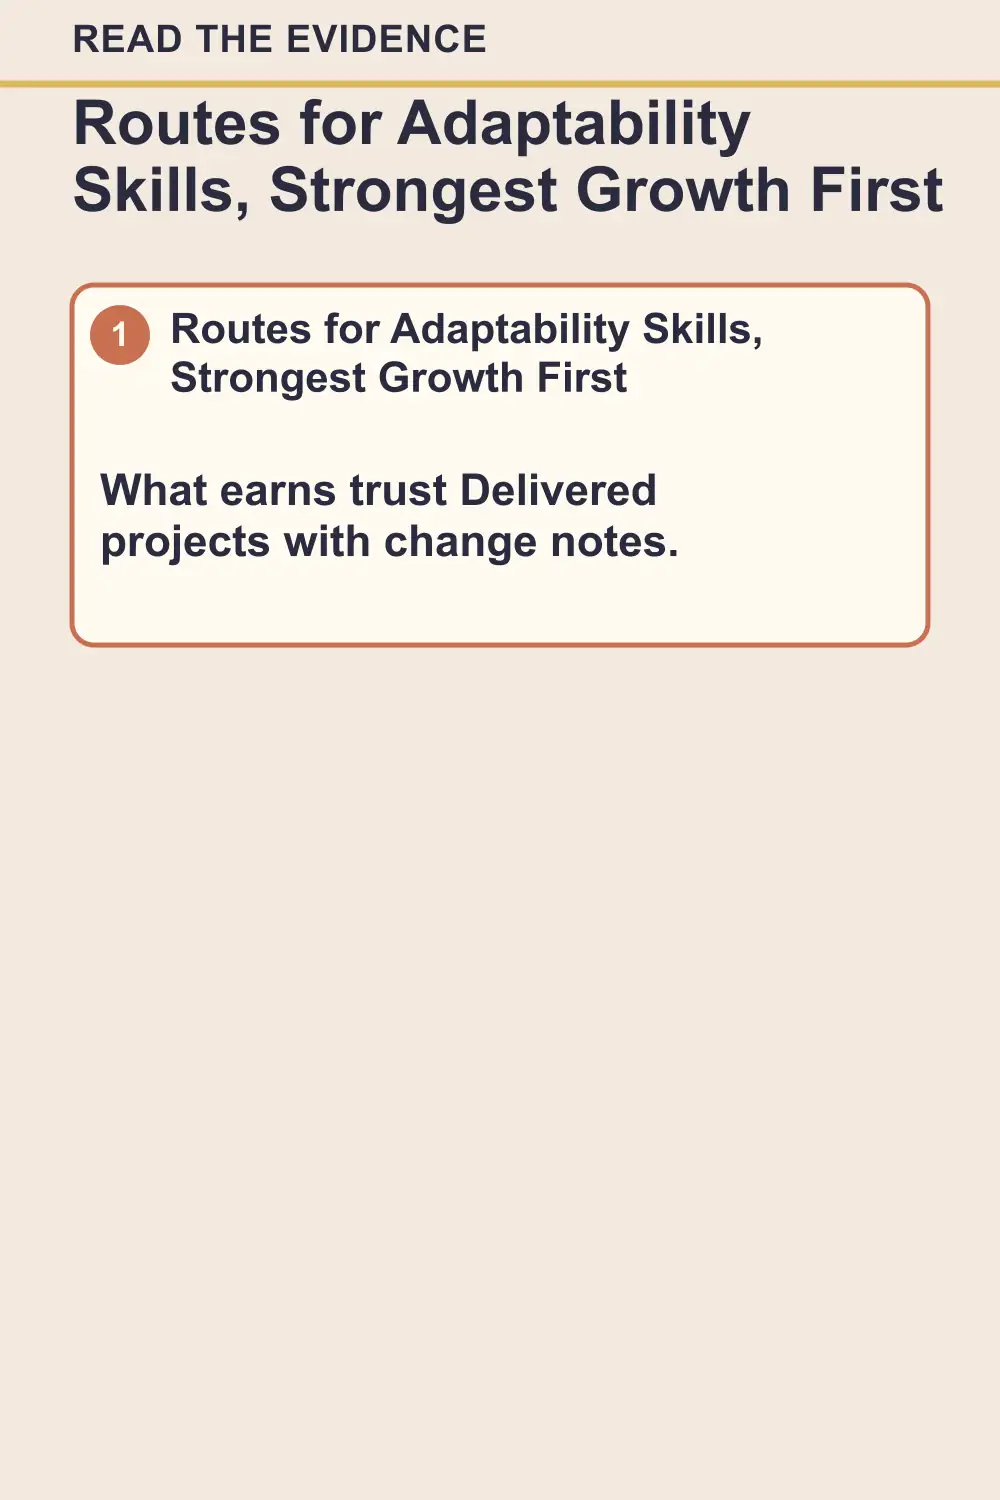 READ THE EVIDENCE
Routes for Adaptability
Skills, Strongest Growth First
1
Routes for Adaptability Skills,
Strongest Growth First
What earns trust Delivered
projects with change notes.